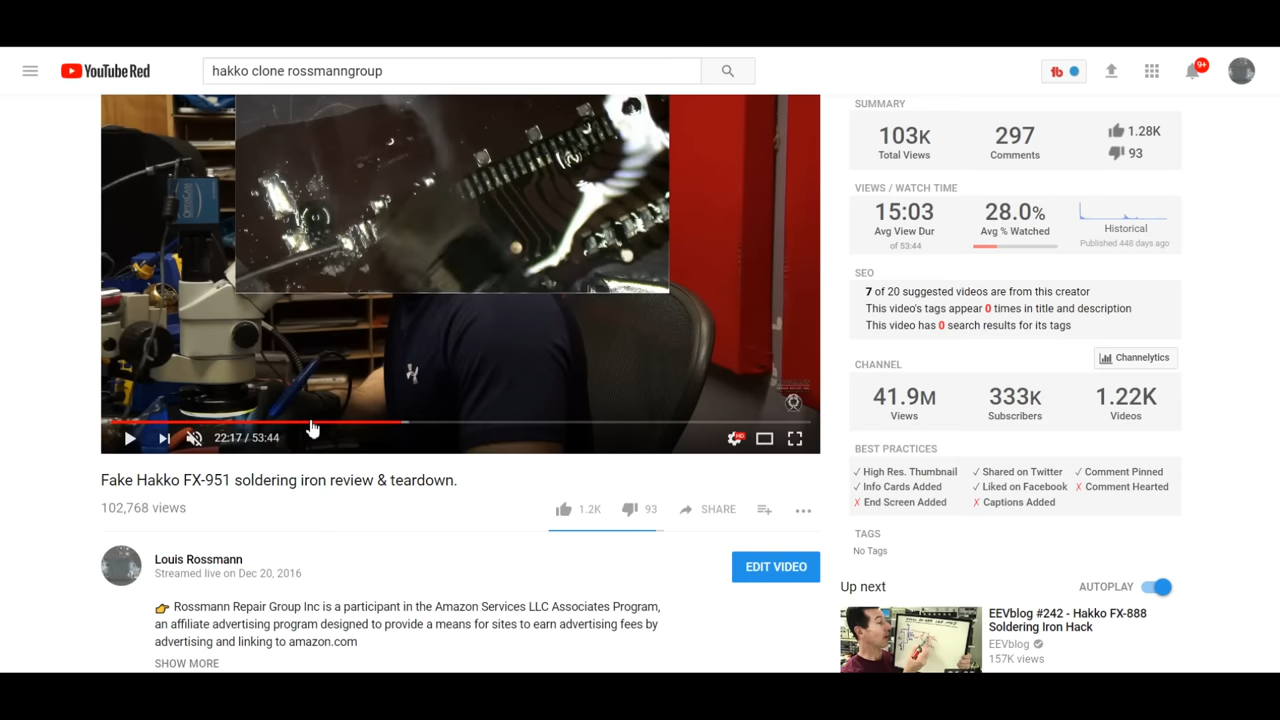 YouTube Red
hakko clone rossmanngroup
tb
9+
22:17 / 53:44
HD
Fake Hakko FX-951 soldering iron review & teardown.
102,768 views
1.2K
93
SHARE
Louis Rossmann
Streamed live on Dec 20, 2016
EDIT VIDEO
Rossmann Repair Group Inc is a participant in the Amazon Services LLC Associates Program,
an affiliate advertising program designed to provide a means for sites to earn advertising fees by
advertising and linking to amazon.com
SHOW MORE
SUMMARY
103K
Total Views
297
Comments
1.28K
93
VIEWS / WATCH TIME
15:03
Avg View Dur
of 53:44
28.0%
Avg % Watched
Historical
Published 448 days ago
SEO
7 of 20 suggested videos are from this creator
This video's tags appear 0 times in title and description
This video has 0 search results for its tags
CHANNEL
Channelytics
41.9M
Views
333K
Subscribers
1.22K
Videos
BEST PRACTICES
✓ High Res. Thumbnail ✓ Shared on Twitter ✓ Comment Pinned
✓ Info Cards Added ✓ Liked on Facebook ✗ Comment Hearted
✗ End Screen Added ✗ Captions Added
TAGS
No Tags
Up next
AUTOPLAY
EEVblog #242 - Hakko FX-888
Soldering Iron Hack
EEVblog
157K views